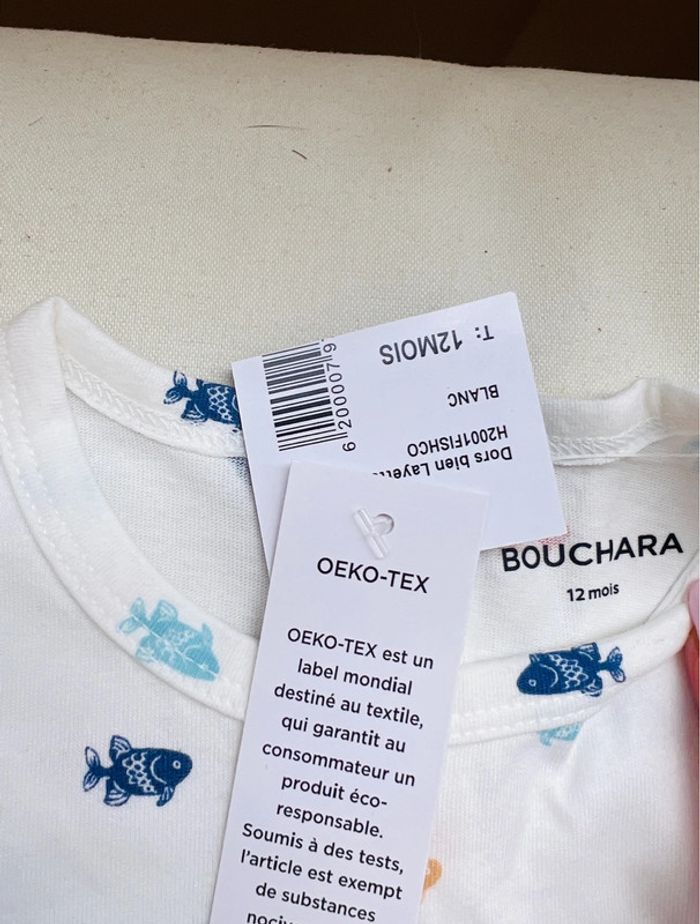 T: 12MOIS
BLANC
H2001FISHCO
Dors bien
6 200007 9
BOUCHARA
12 mois
OEKO-TEX
OEKO-TEX est un
label mondial
destiné au textile,
qui garantit au
consommateur un
produit éco-
responsable.
Soumis à des tests,
l'article est exempt
de substances